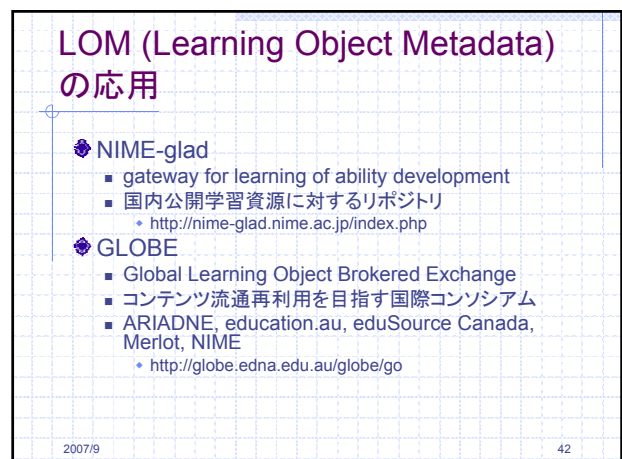 LOM (Learning Object Metadata)
の応用
NIME-glad
gateway for learning of ability development
国内公開学習資源に対するリポジトリ
http://nime-glad.nime.ac.jp/index.php
GLOBE
Global Learning Object Brokered Exchange
コンテンツ流通再利用を目指す国際コンソシアム
ARIADNE, education.au, eduSource Canada,
Merlot, NIME
http://globe.edna.edu.au/globe/go
2007/9
42